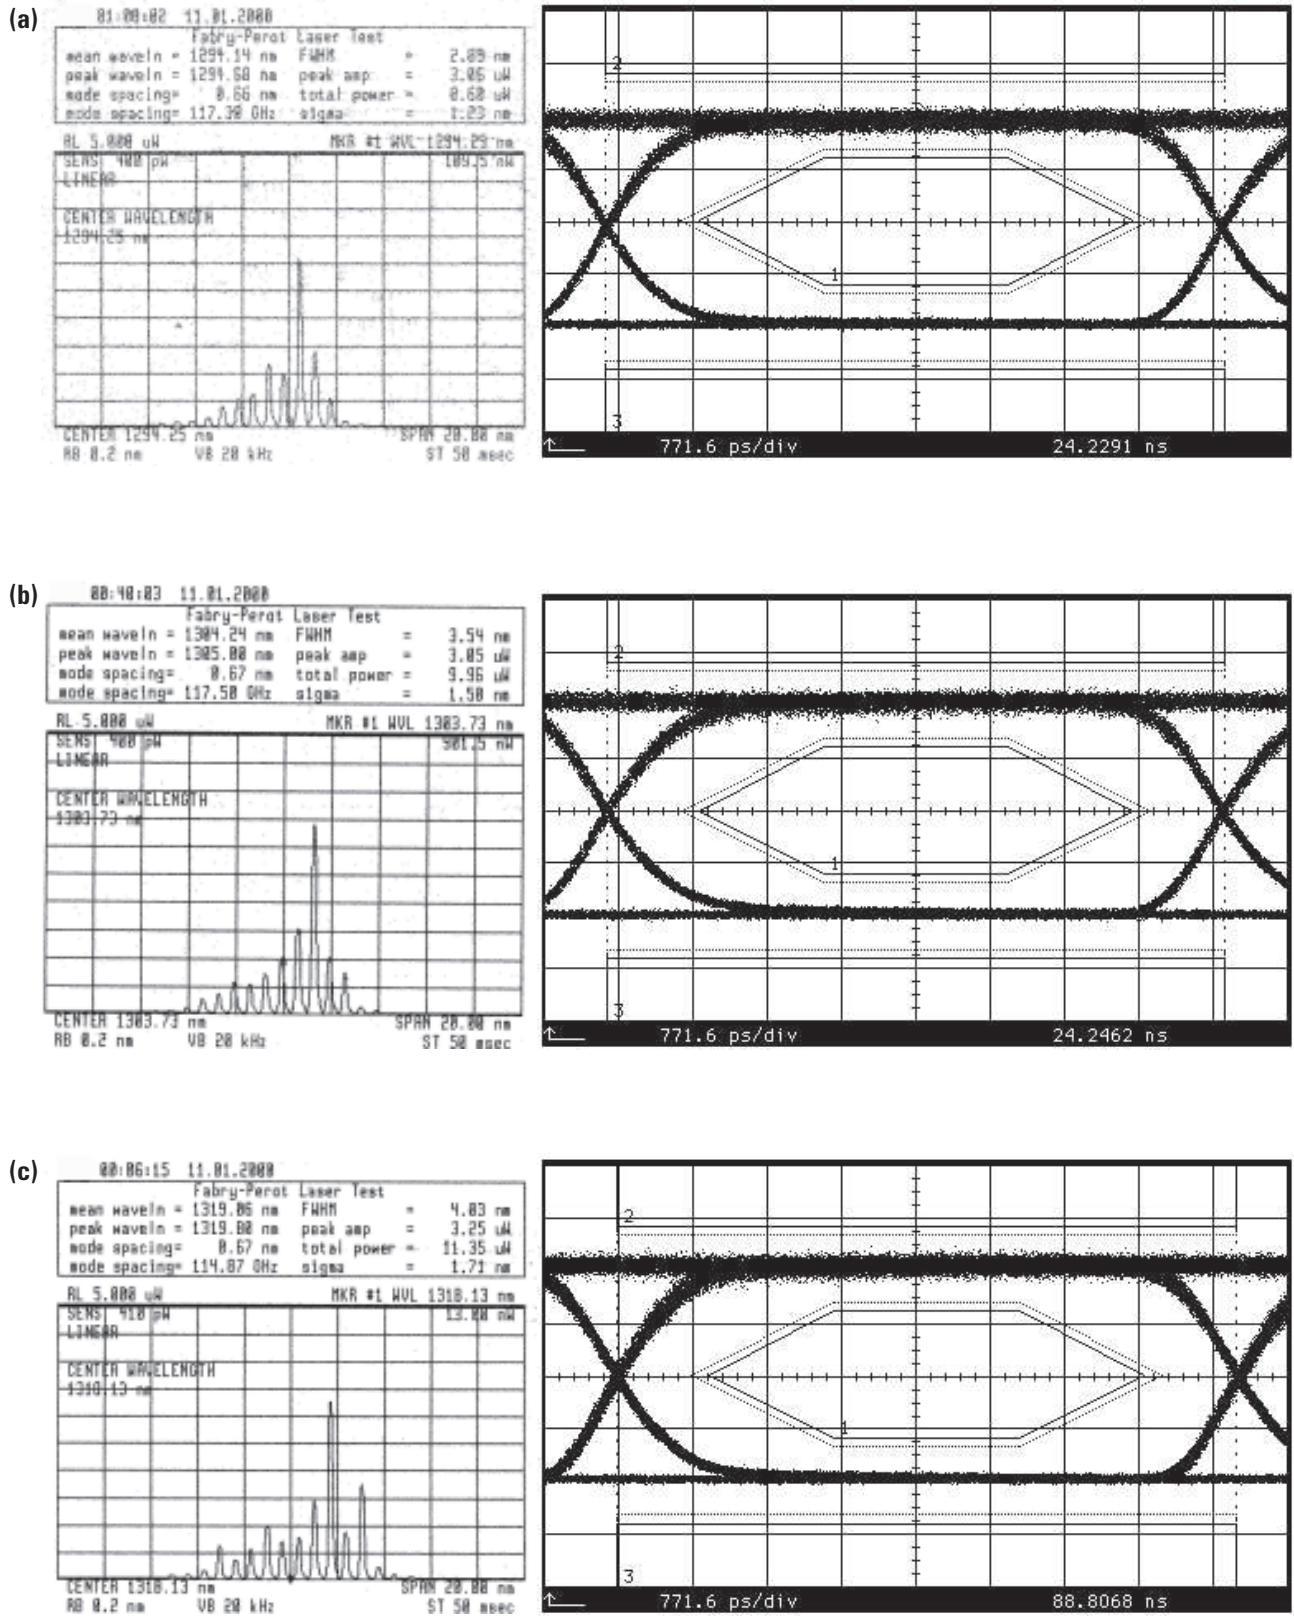 (a)
01:00:02 11.01.2000
Fabry-Perot Laser Test
mean waveln = 1294.14 nm FWHM = 2.89 nm
peak waveln = 1294.68 nm peak amp = 3.06 uW
mode spacing= 0.66 nm total power = 8.60 uW
mode spacing= 117.30 GHz sigma = 1.23 nm
RL 5.000 uW MKR #1 WVL 1294.29 nm
SENS 400 pW 109.5 nW
LINEAR
CENTER WAVELENGTH
1294.25 nm
CENTER 1294.25 nm SPAN 20.00 nm
RB 0.2 nm VB 20 kHz ST 50 msec
2
1
3
771.6 ps/div 24.2291 ns
(b)
00:40:03 11.01.2000
Fabry-Perot Laser Test
mean waveln = 1304.24 nm FWHM = 3.54 nm
peak waveln = 1305.00 nm peak amp = 3.05 uW
mode spacing= 0.67 nm total power = 9.96 uW
mode spacing= 117.50 GHz sigma = 1.50 nm
RL 5.000 uW MKR #1 WVL 1303.73 nm
SENS 400 pW 501.5 nW
LINEAR
CENTER WAVELENGTH
1303.73 nm
CENTER 1303.73 nm SPAN 20.00 nm
RB 0.2 nm VB 20 kHz ST 50 msec
2
1
3
771.6 ps/div 24.2462 ns
(c)
00:06:15 11.01.2000
Fabry-Perot Laser Test
mean waveln = 1319.06 nm FWHM = 4.03 nm
peak waveln = 1319.80 nm peak amp = 3.25 uW
mode spacing= 0.67 nm total power = 11.35 uW
mode spacing= 114.87 GHz sigma = 1.71 nm
RL 5.000 uW MKR #1 WVL 1318.13 nm
SENS 410 pW 13.00 nW
LINEAR
CENTER WAVELENGTH
1318.13 nm
CENTER 1318.13 nm SPAN 20.00 nm
RB 0.2 nm VB 20 kHz ST 50 msec
2
1
3
771.6 ps/div 88.8068 ns